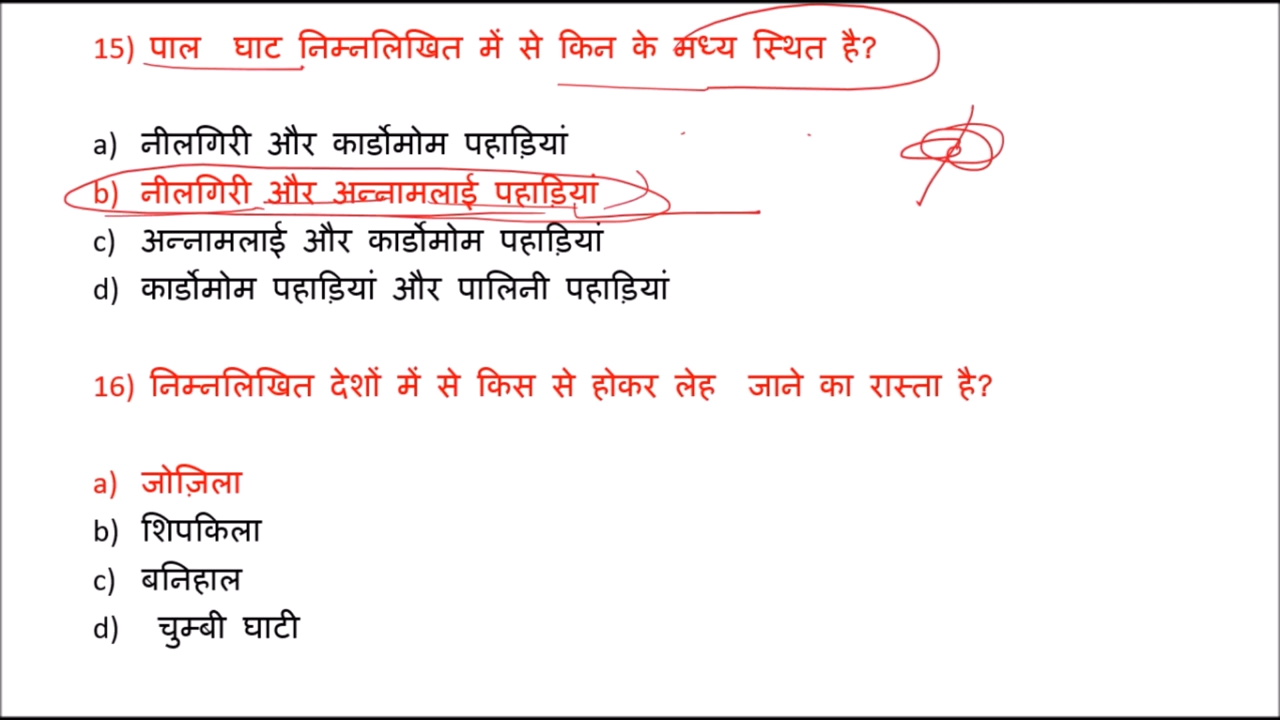 15) पाल घाट निम्नलिखित में से किन के मध्य स्थित है?
a) नीलगिरी और कार्डोमोम पहाड़ियां
b) नीलगिरी और अन्नामलाई पहाड़ियां
c) अन्नामलाई और कार्डोमोम पहाड़ियां
d) कार्डोमोम पहाड़ियां और पालिनी पहाड़ियां
16) निम्नलिखित देशों में से किस से होकर लेह जाने का रास्ता है?
a) जोज़िला
b) शिपकिला
c) बनिहाल
d) चुम्बी घाटी